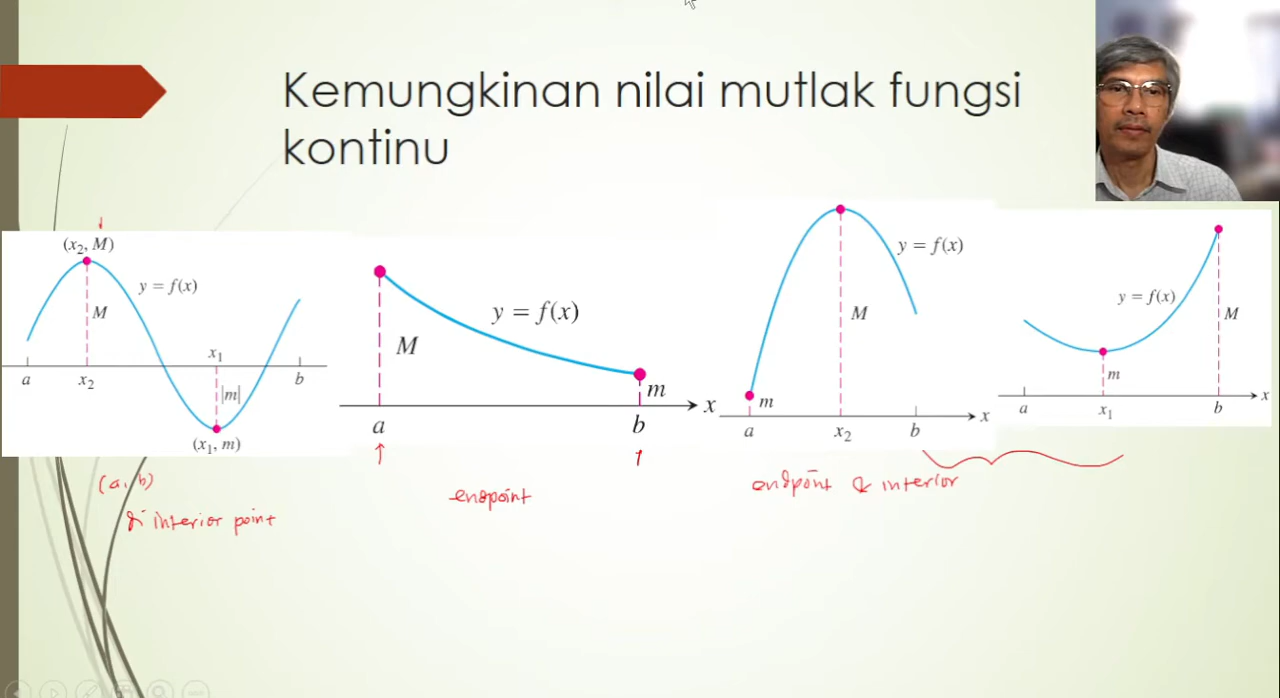 Kemungkinan nilai mutlak fungsi
kontinu
(x₂, M)
y = f(x)
M
x₁
a
x₂
b
|m|
(x₁, m)
(a, b)
di interior point
y = f(x)
M
m
x
a
b
endpoint
y = f(x)
M
m
x
a
x₂
b
endpoint & interior
y = f(x)
M
m
x
a
x₁
b